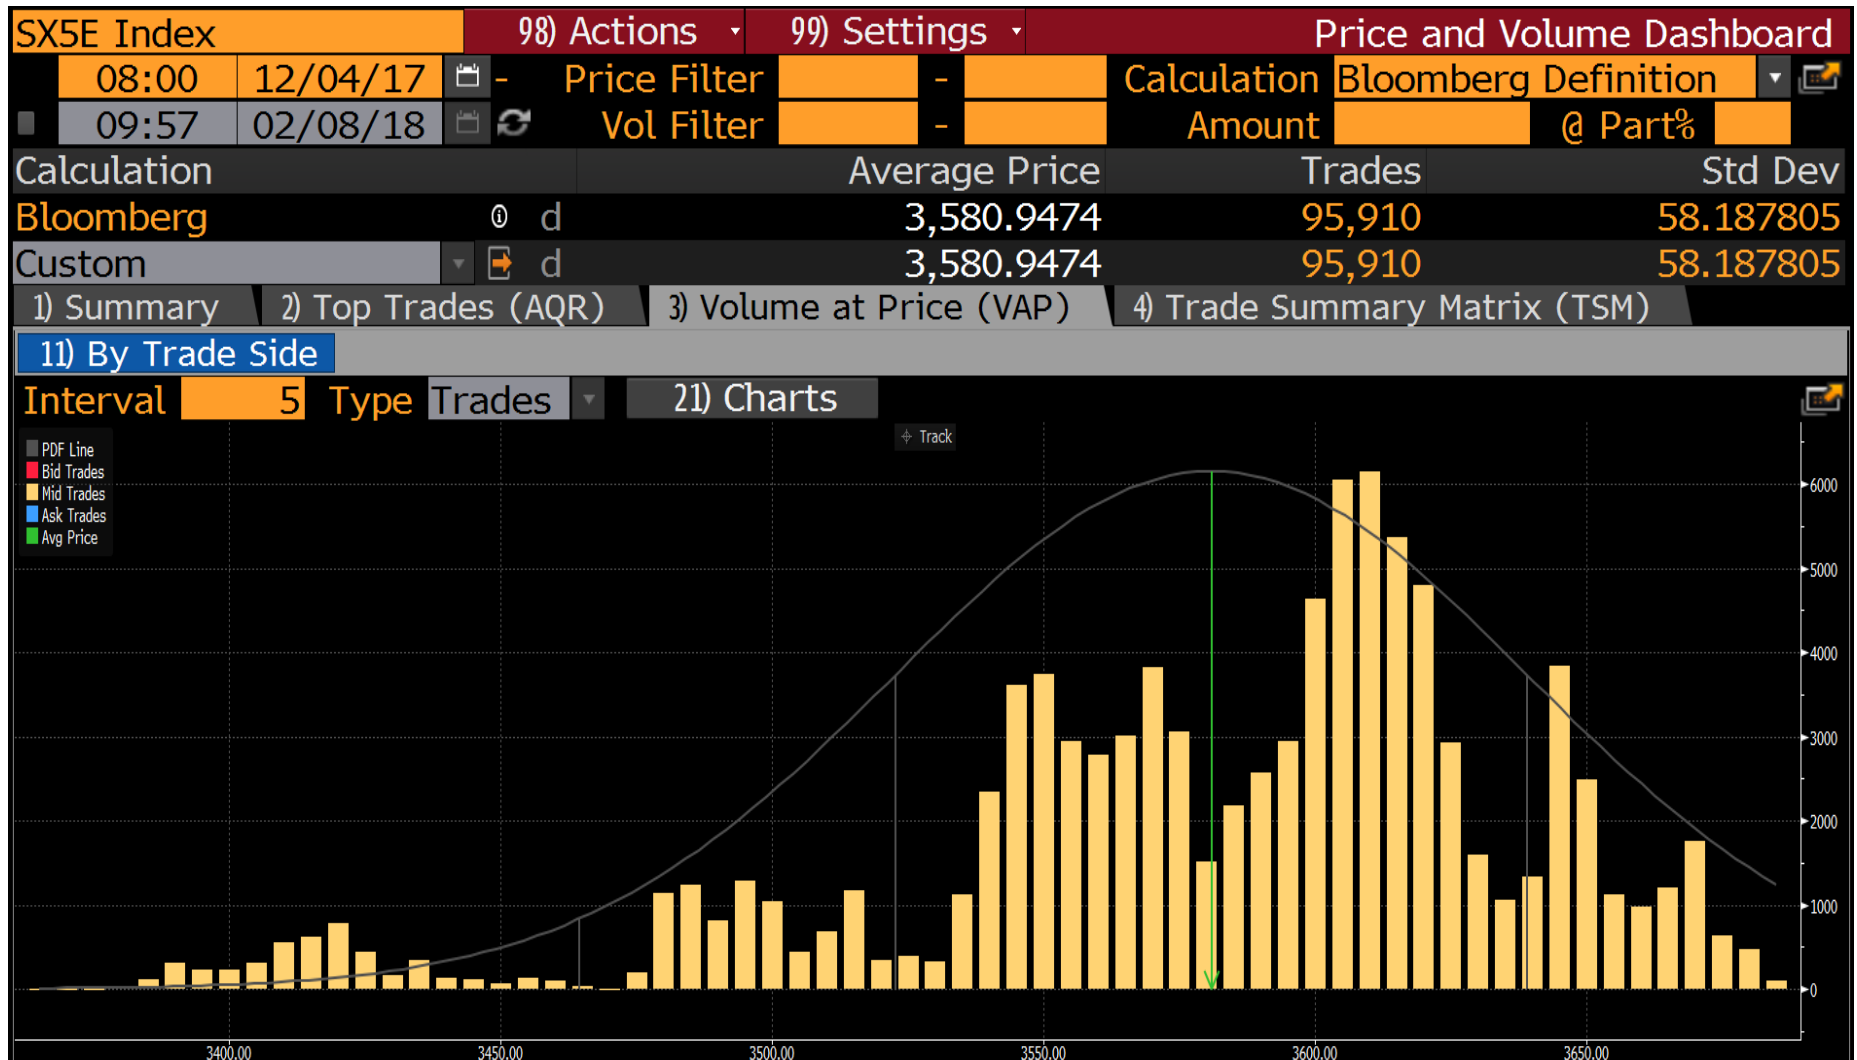 SX5E Index 98) Actions 99) Settings Price and Volume Dashboard
08:00 12/04/17 - Price Filter - Calculation Bloomberg Definition
09:57 02/08/18 Vol Filter - Amount @ Part%
Calculation Average Price Trades Std Dev
Bloomberg d 3,580.9474 95,910 58.187805
Custom d 3,580.9474 95,910 58.187805
1) Summary 2) Top Trades (AQR) 3) Volume at Price (VAP) 4) Trade Summary Matrix (TSM)
11) By Trade Side
Interval 5 Type Trades 21) Charts
Track
PDF Line
Bid Trades
Mid Trades
Ask Trades
Avg Price
6000
5000
4000
3000
2000
1000
0
3400.00 3450.00 3500.00 3550.00 3600.00 3650.00